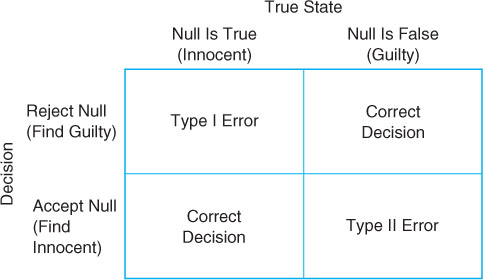 True State
Null Is True
(Innocent)
Null Is False
(Guilty)
Decision
Reject Null
(Find Guilty)
Type I Error
Correct
Decision
Accept Null
(Find
Innocent)
Correct
Decision
Type II Error